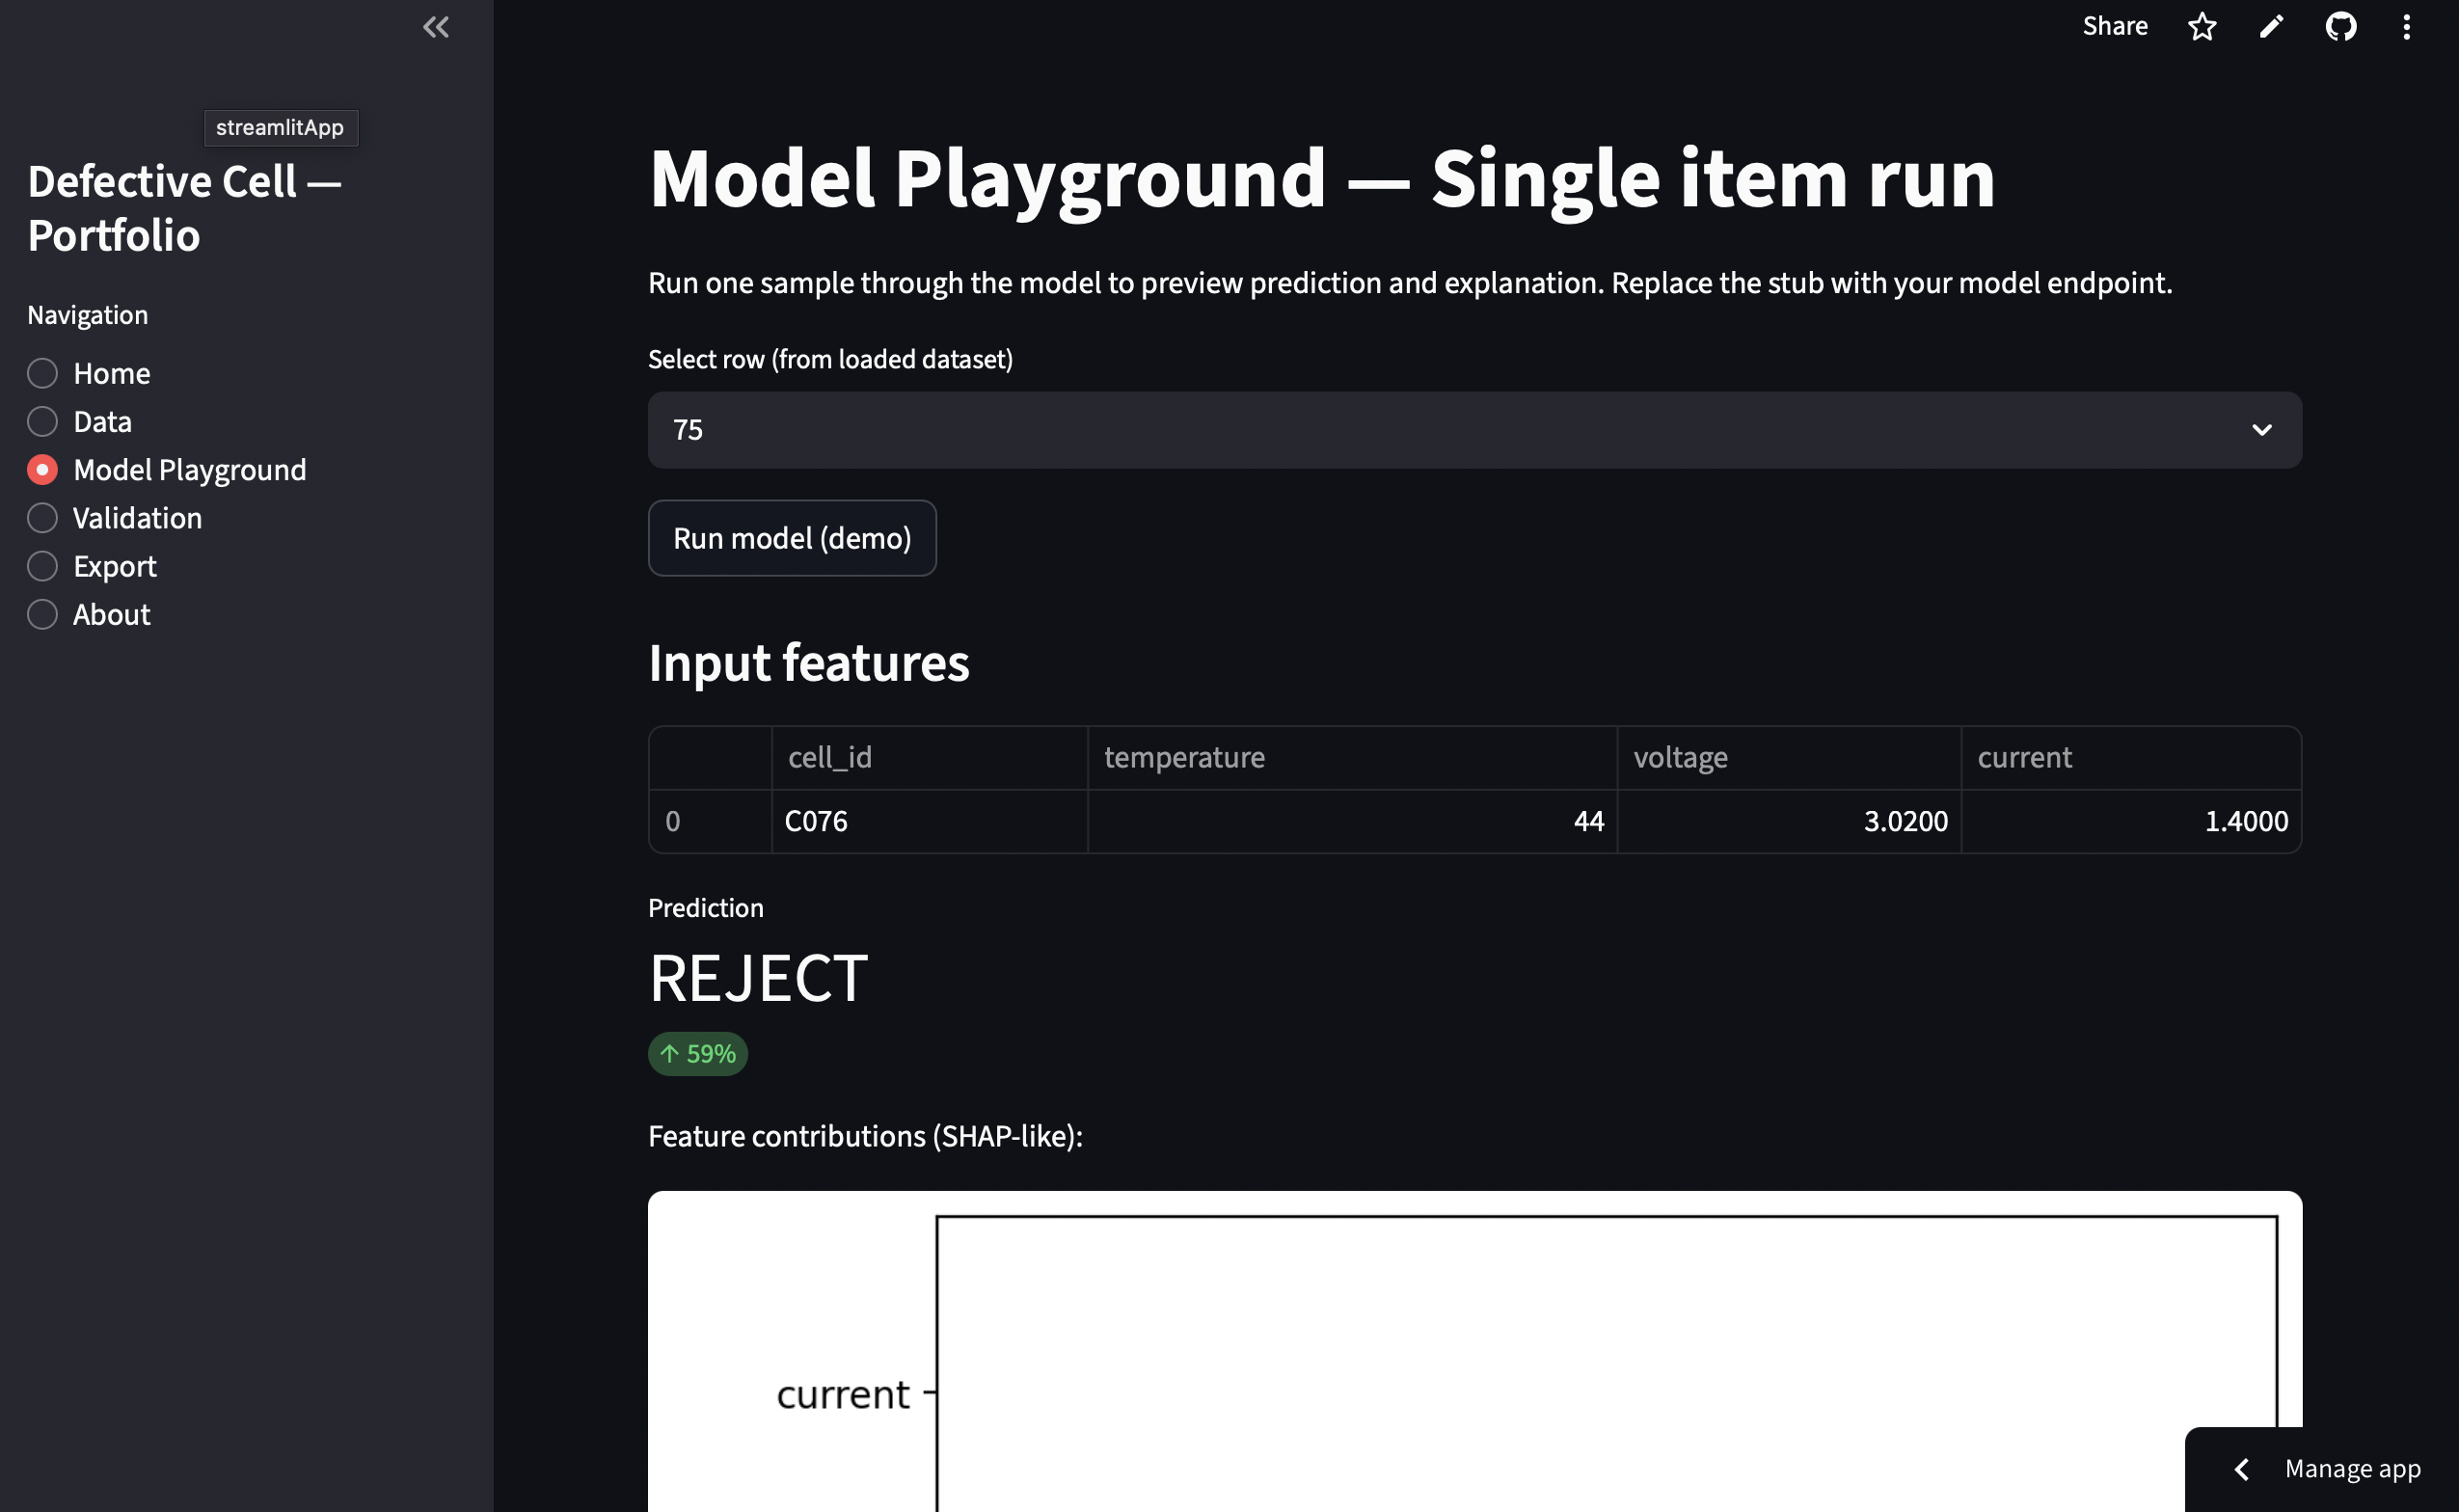 streamlitApp
Defective Cell —
Portfolio
Navigation
Home
Data
Model Playground
Validation
Export
About
Share
Model Playground — Single item run
Run one sample through the model to preview prediction and explanation. Replace the stub with your model endpoint.
Select row (from loaded dataset)
75
Run model (demo)
Input features
cell_id temperature voltage current
0 C076 44 3.0200 1.4000
Prediction
REJECT
↑ 59%
Feature contributions (SHAP-like):
current
Manage app